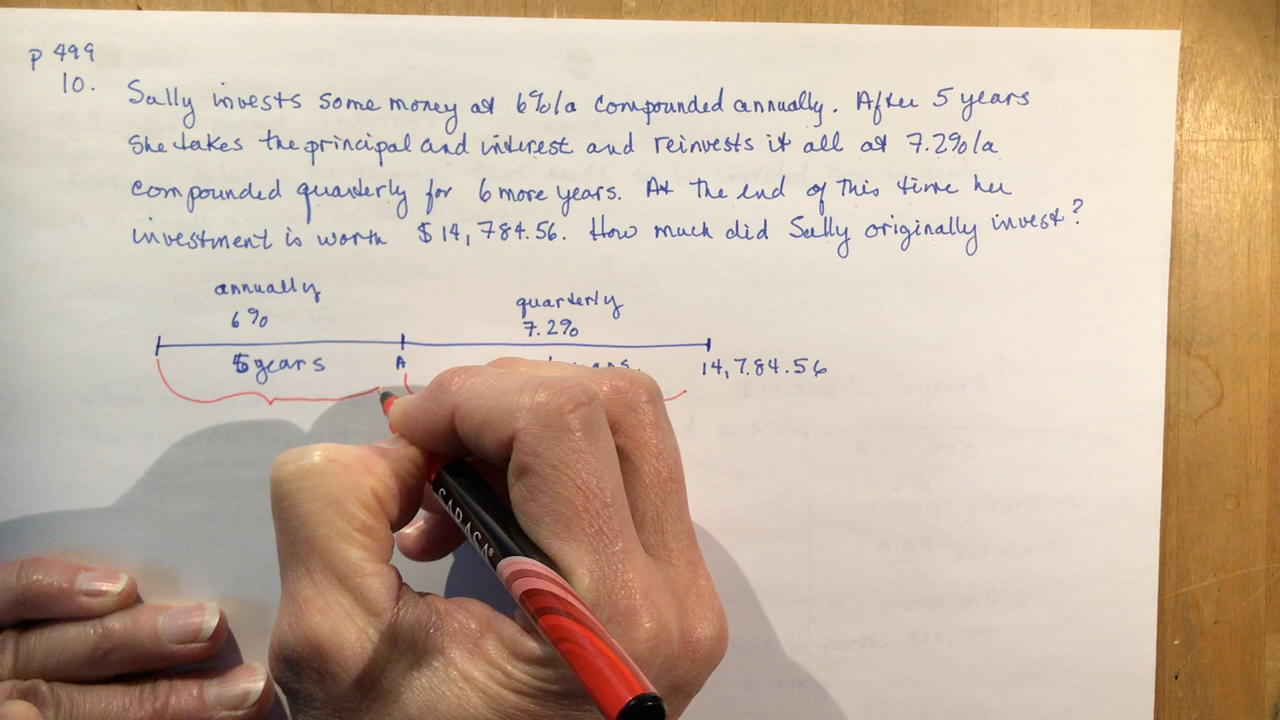 p 499
10.
Sally invests some money at 6%/a compounded annually. After 5 years
she takes the principal and interest and reinvests it all at 7.2%/a
compounded quarterly for 6 more years. At the end of this time her
investment is worth $14,784.56. How much did Sally originally invest?
annually
6%
quarterly
7.2%
5 years
A
14,784.56
SARASA®